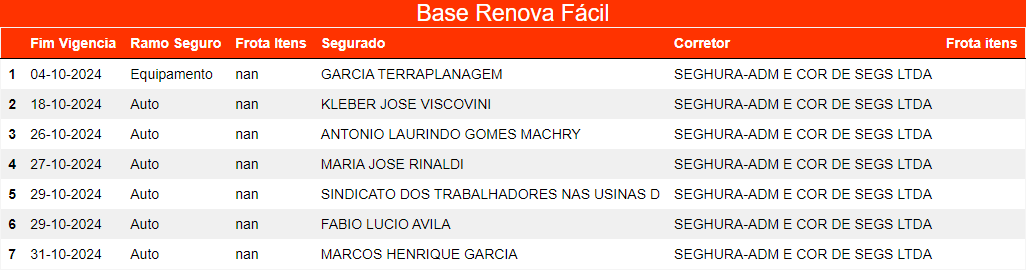 Base Renova Fácil
Fim Vigencia Ramo Seguro Frota Itens Segurado Corretor Frota itens
1 04-10-2024 Equipamento nan GARCIA TERRAPLANAGEM SEGHURA-ADM E COR DE SEGS LTDA
2 18-10-2024 Auto nan KLEBER JOSE VISCOVINI SEGHURA-ADM E COR DE SEGS LTDA
3 26-10-2024 Auto nan ANTONIO LAURINDO GOMES MACHRY SEGHURA-ADM E COR DE SEGS LTDA
4 27-10-2024 Auto nan MARIA JOSE RINALDI SEGHURA-ADM E COR DE SEGS LTDA
5 29-10-2024 Auto nan SINDICATO DOS TRABALHADORES NAS USINAS D SEGHURA-ADM E COR DE SEGS LTDA
6 29-10-2024 Auto nan FABIO LUCIO AVILA SEGHURA-ADM E COR DE SEGS LTDA
7 31-10-2024 Auto nan MARCOS HENRIQUE GARCIA SEGHURA-ADM E COR DE SEGS LTDA